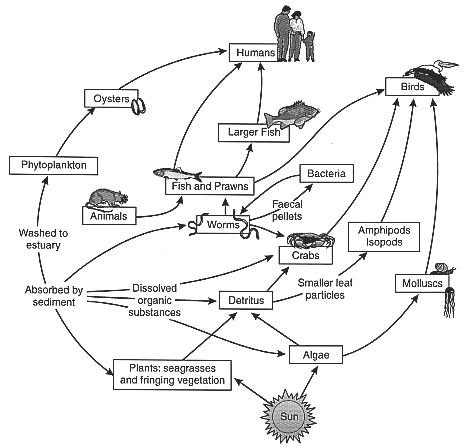 Humans
Birds
Oysters
Larger Fish
Phytoplankton
Fish and Prawns
Bacteria
Animals
Faecal
pellets
Worms
Amphipods
Isopods
Washed to
estuary
Crabs
Absorbed by
sediment
Dissolved
organic
substances
Smaller leaf
particles
Molluscs
Detritus
Plants: seagrasses
and fringing vegetation
Algae
Sun